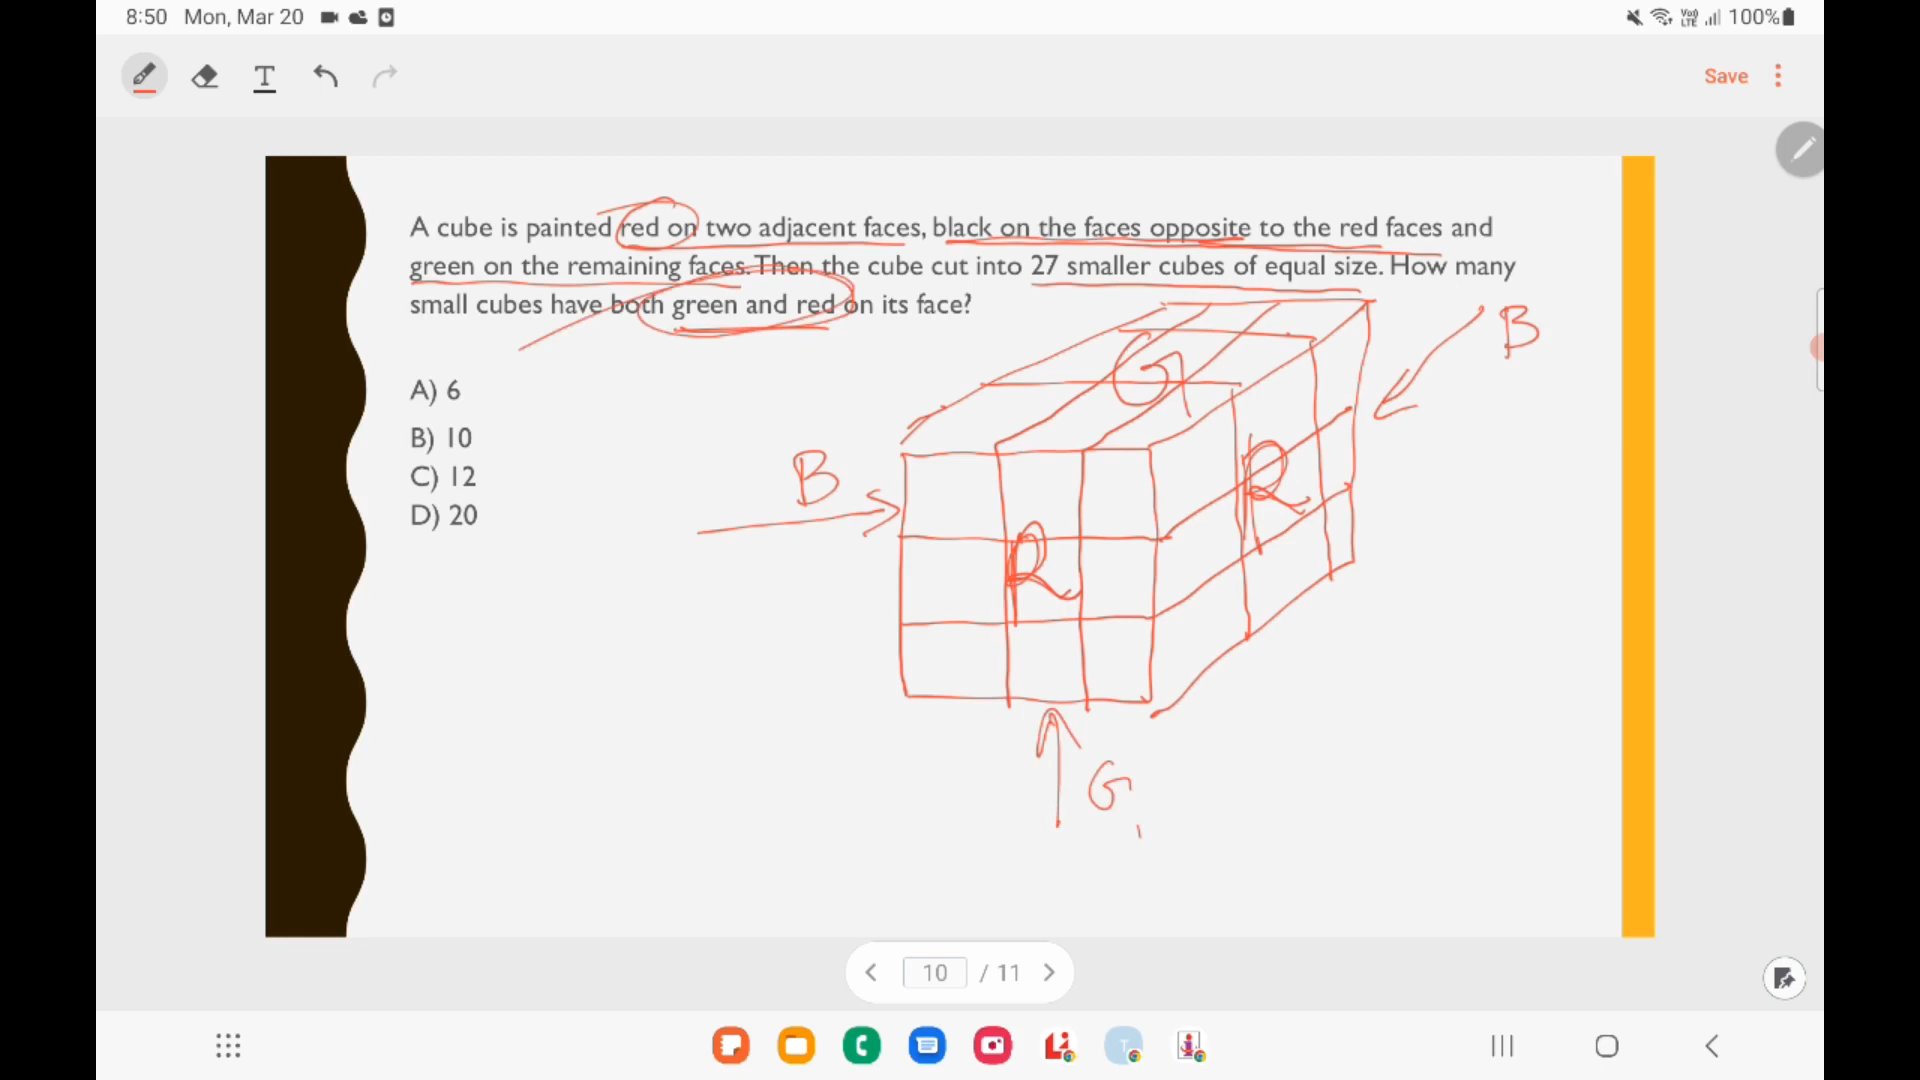 8:50 Mon, Mar 20
Vo) LTE 100%
T
Save
A cube is painted red on two adjacent faces, black on the faces opposite to the red faces and
green on the remaining faces. Then the cube cut into 27 smaller cubes of equal size. How many
small cubes have both green and red on its face?
B
G
A) 6
B) 10
B
R
C) 12
D) 20
R
G
10 / 11